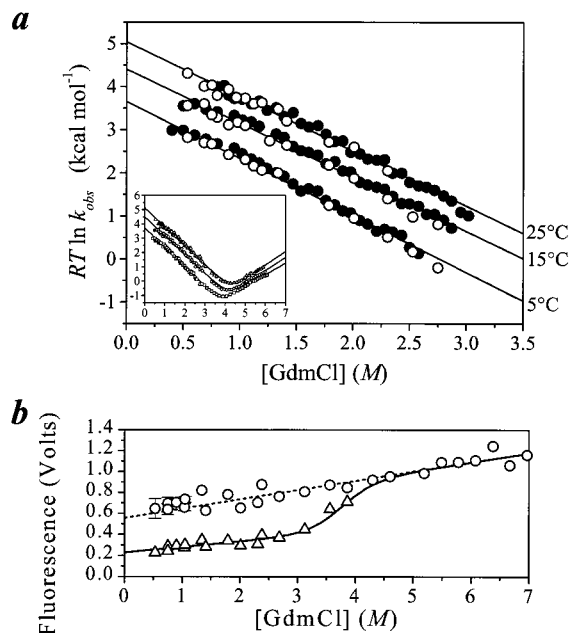 a
RT ln k_obs (kcal mol⁻¹)
5
4
3
2
1
0
-1
25°C
15°C
5°C
6
5
4
3
2
1
0
-1
0 1 2 3 4 5 6 7
0.0 0.5 1.0 1.5 2.0 2.5 3.0 3.5
[GdmCl] (M)
b
Fluorescence (Volts)
1.4
1.2
1.0
0.8
0.6
0.4
0.2
0.0
0 1 2 3 4 5 6 7
[GdmCl] (M)